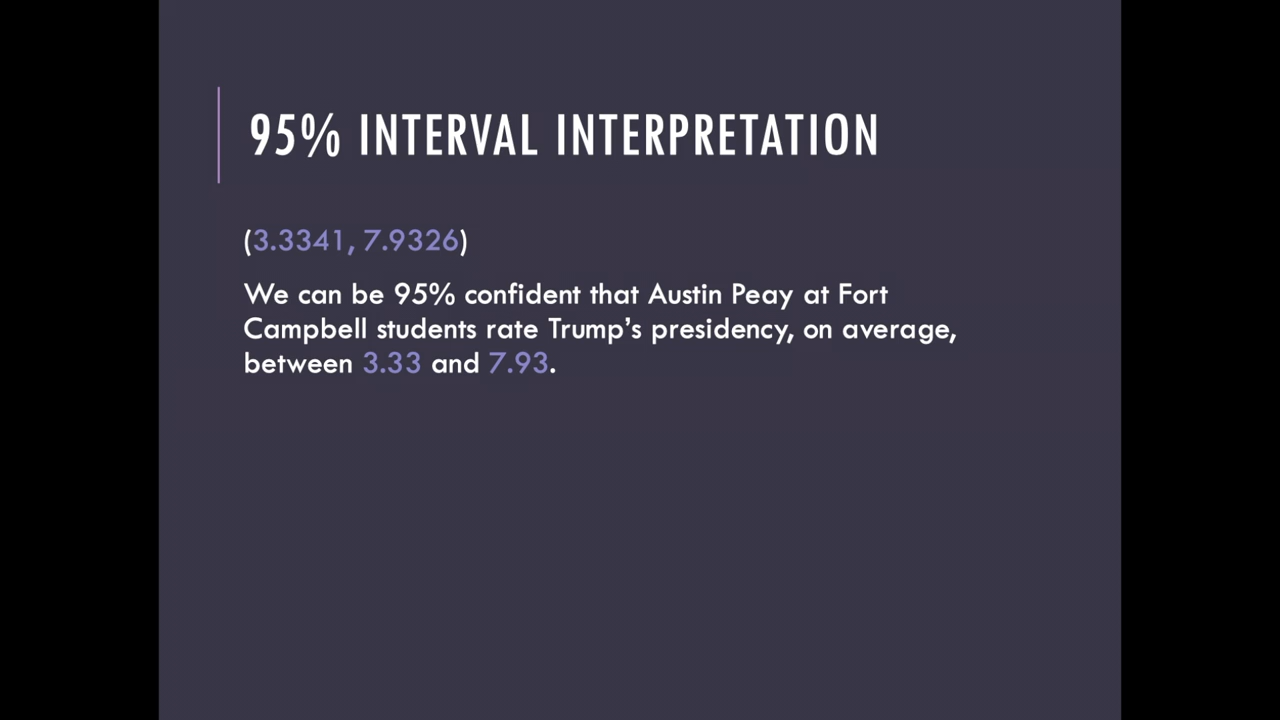 95% INTERVAL INTERPRETATION
(3.3341, 7.9326)
We can be 95% confident that Austin Peay at Fort
Campbell students rate Trump’s presidency, on average,
between 3.33 and 7.93.